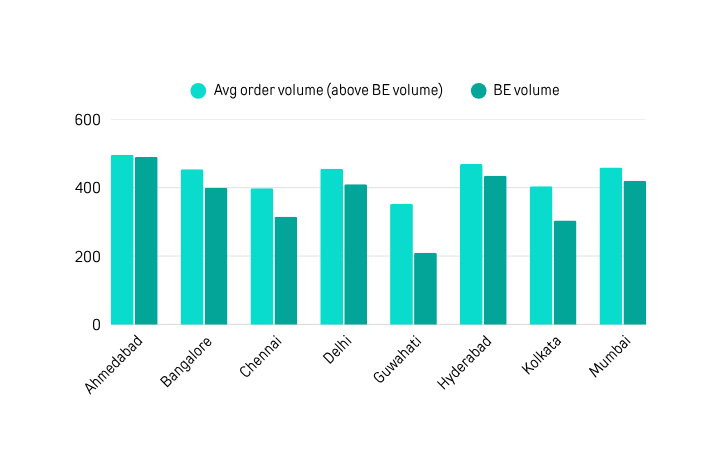 Avg order volume (above BE volume) BE volume
600
400
200
0
Ahmedabad Bangalore Chennai Delhi Guwahati Hyderabad Kolkata Mumbai